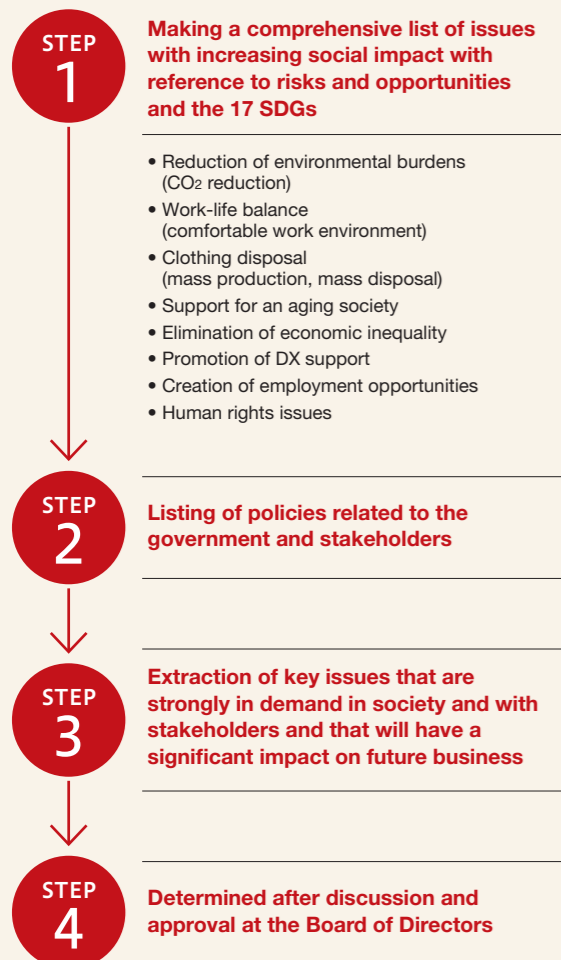 STEP
1
Making a comprehensive list of issues
with increasing social impact with
reference to risks and opportunities
and the 17 SDGs
• Reduction of environmental burdens
(CO2 reduction)
• Work-life balance
(comfortable work environment)
• Clothing disposal
(mass production, mass disposal)
• Support for an aging society
• Elimination of economic inequality
• Promotion of DX support
• Creation of employment opportunities
• Human rights issues
STEP
2
Listing of policies related to the
government and stakeholders
STEP
3
Extraction of key issues that are
strongly in demand in society and with
stakeholders and that will have a
significant impact on future business
STEP
4
Determined after discussion and
approval at the Board of Directors